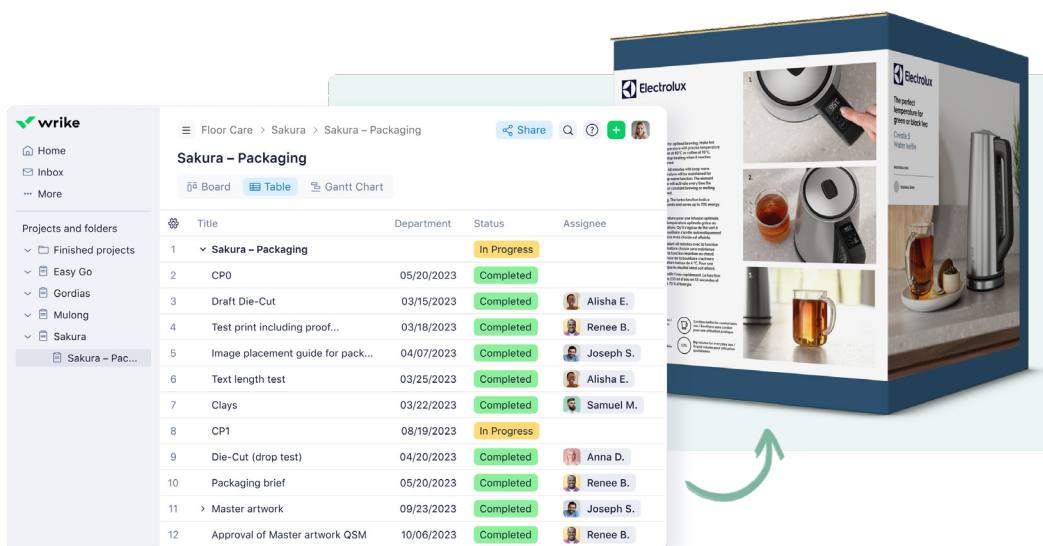 wrike
Home
Inbox
More
Projects and folders
Finished projects
Easy Go
Gordias
Mulong
Sakura
Sakura – Pac...
Floor Care > Sakura > Sakura – Packaging
Share
Sakura – Packaging
Board Table Gantt Chart
Title Department Status Assignee
1 Sakura – Packaging In Progress
2 CP0 05/20/2023 Completed
3 Draft Die-Cut 03/15/2023 Completed Alisha E.
4 Test print including proof... 03/18/2023 Completed Renee B.
5 Image placement guide for pack... 04/07/2023 Completed Joseph S.
6 Text length test 03/25/2023 Completed Alisha E.
7 Clays 03/22/2023 Completed Samuel M.
8 CP1 08/19/2023 In Progress
9 Die-Cut (drop test) 04/20/2023 Completed Anna D.
10 Packaging brief 05/20/2023 Completed Renee B.
11 > Master artwork 09/23/2023 Completed Joseph S.
12 Approval of Master artwork QSM 10/06/2023 Completed Renee B.
Electrolux
1.
2.
3.
Electrolux
The perfect
temperature for
green or black tea
Create 5
Water kettle